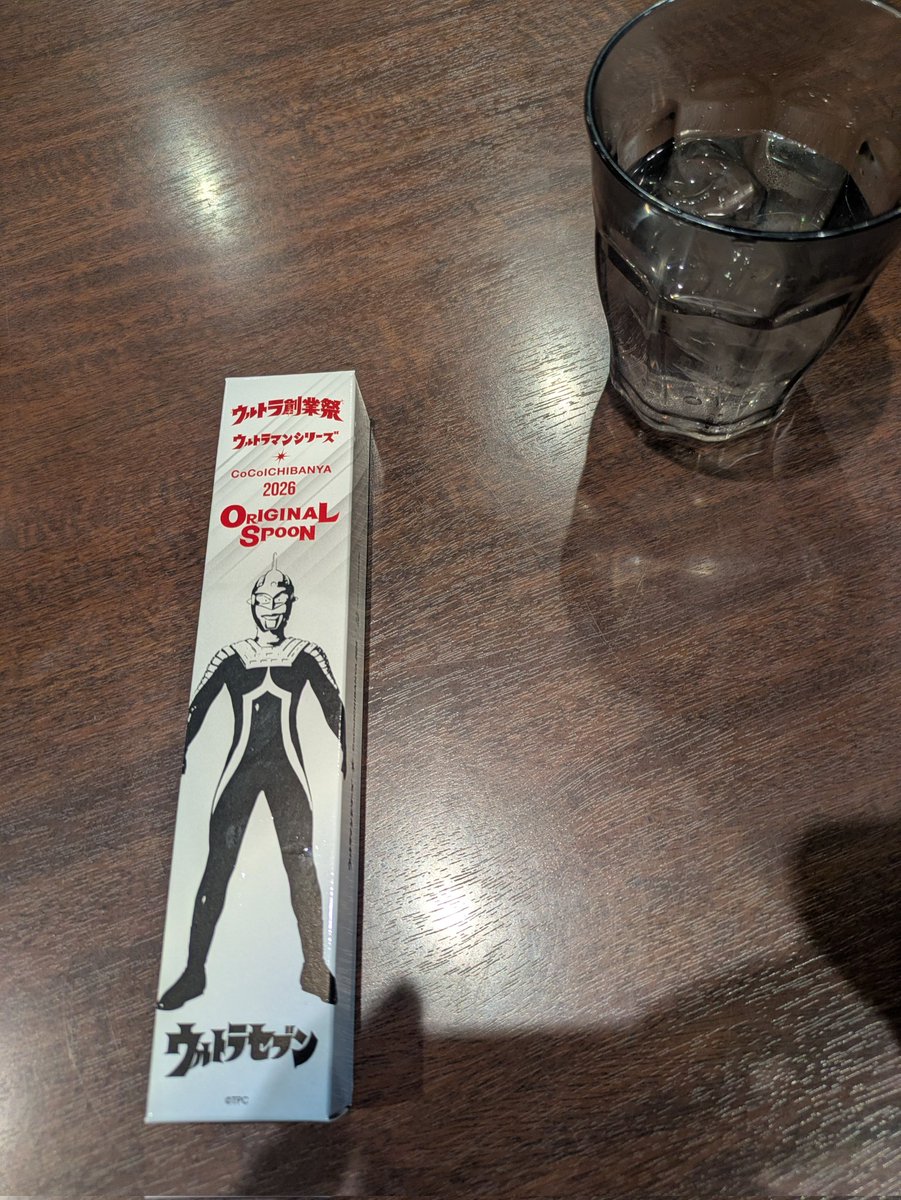 ウルトラ創業祭
ウルトラマンシリーズ
CoCoICHIBANYA
2026
ORIGINAL
SPOON
ウルトラセブン
©TPC